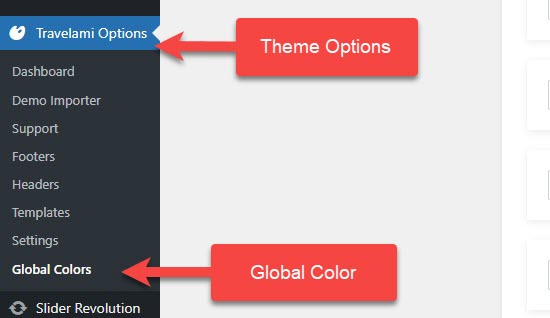 Travelami Options
Theme Options
Dashboard
Demo Importer
Support
Footers
Headers
Templates
Settings
Global Colors
Global Color
Slider Revolution